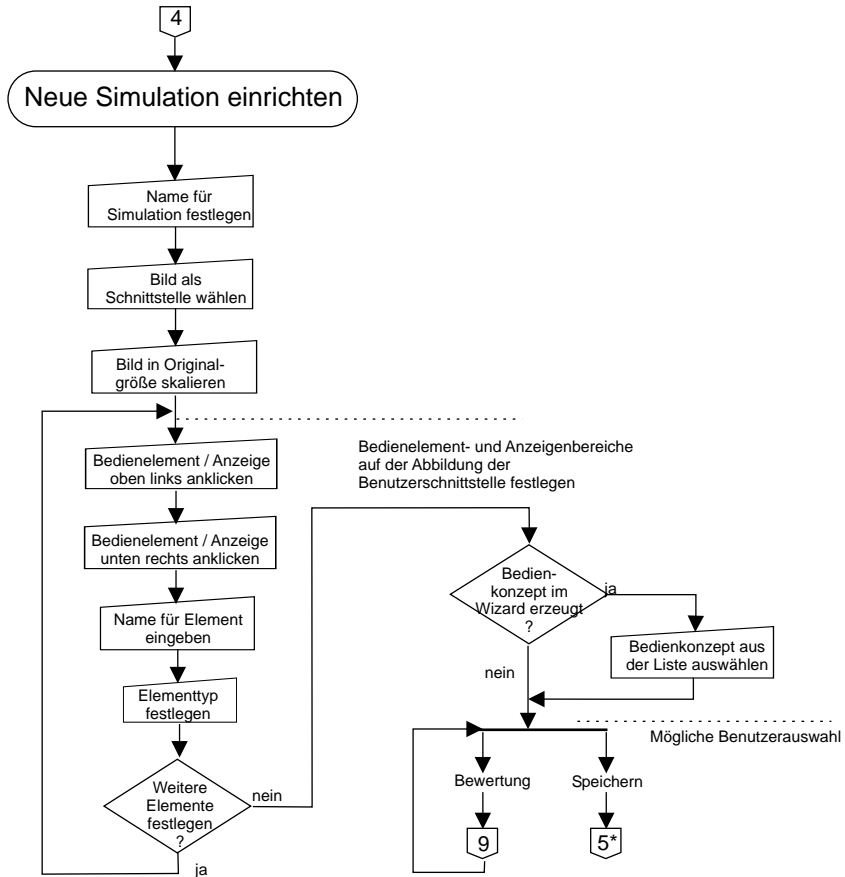 4
Neue Simulation einrichten
Name für
Simulation festlegen
Bild als
Schnittstelle wählen
Bild in Original-
größe skalieren
Bedienelement / Anzeige
oben links anklicken
Bedienelement / Anzeige
unten rechts anklicken
Name für Element
eingeben
Elementtyp
festlegen
Weitere
Elemente
festlegen
?
nein
ja
Bedienelement- und Anzeigenbereiche
auf der Abbildung der
Benutzerschnittstelle festlegen
Bedien-
konzept im
Wizard erzeugt
?
ja
nein
Bedienkonzept aus
der Liste auswählen
Mögliche Benutzerauswahl
Bewertung
Speichern
9
5*